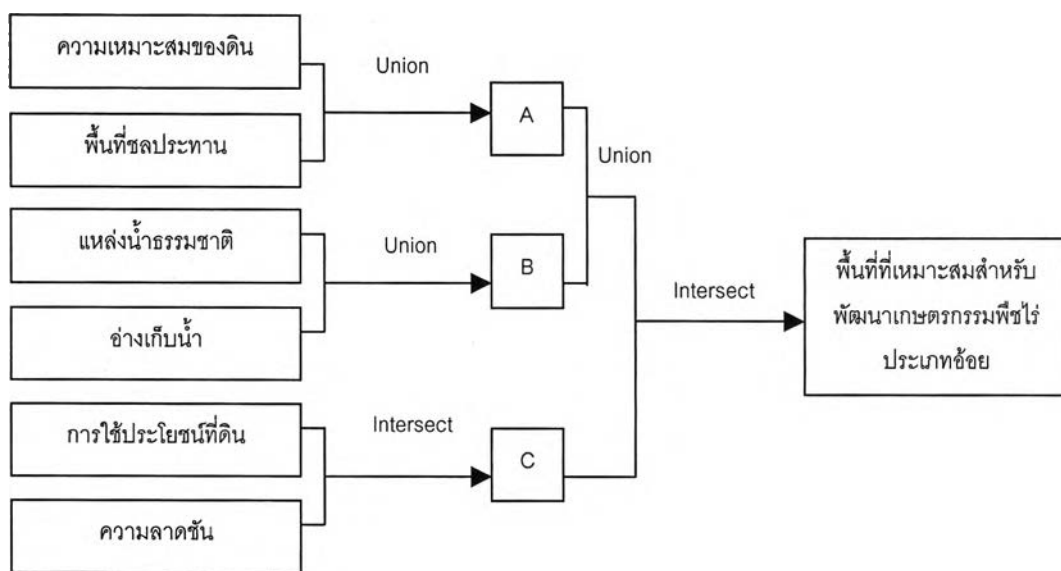 ความเหมาะสมของดิน
Union
A
พื้นที่ชลประทาน
Union
แหล่งน้ำธรรมชาติ
Union
B
อ่างเก็บน้ำ
Intersect
พื้นที่ที่เหมาะสมสำหรับ
พัฒนาเกษตรกรรมพืชไร่
ประเภทอ้อย
การใช้ประโยชน์ที่ดิน
Intersect
C
ความลาดชัน